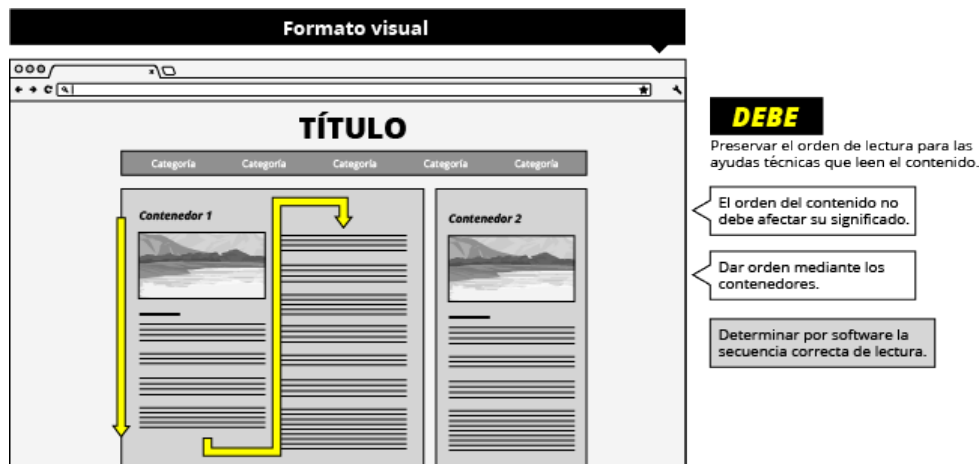 Formato visual
TÍTULO
Categoría Categoría Categoría Categoría Categoría
Contenedor 1
Contenedor 2
DEBE
Preservar el orden de lectura para las
ayudas técnicas que leen el contenido.
El orden del contenido no
debe afectar su significado.
Dar orden mediante los
contenedores.
Determinar por software la
secuencia correcta de lectura.